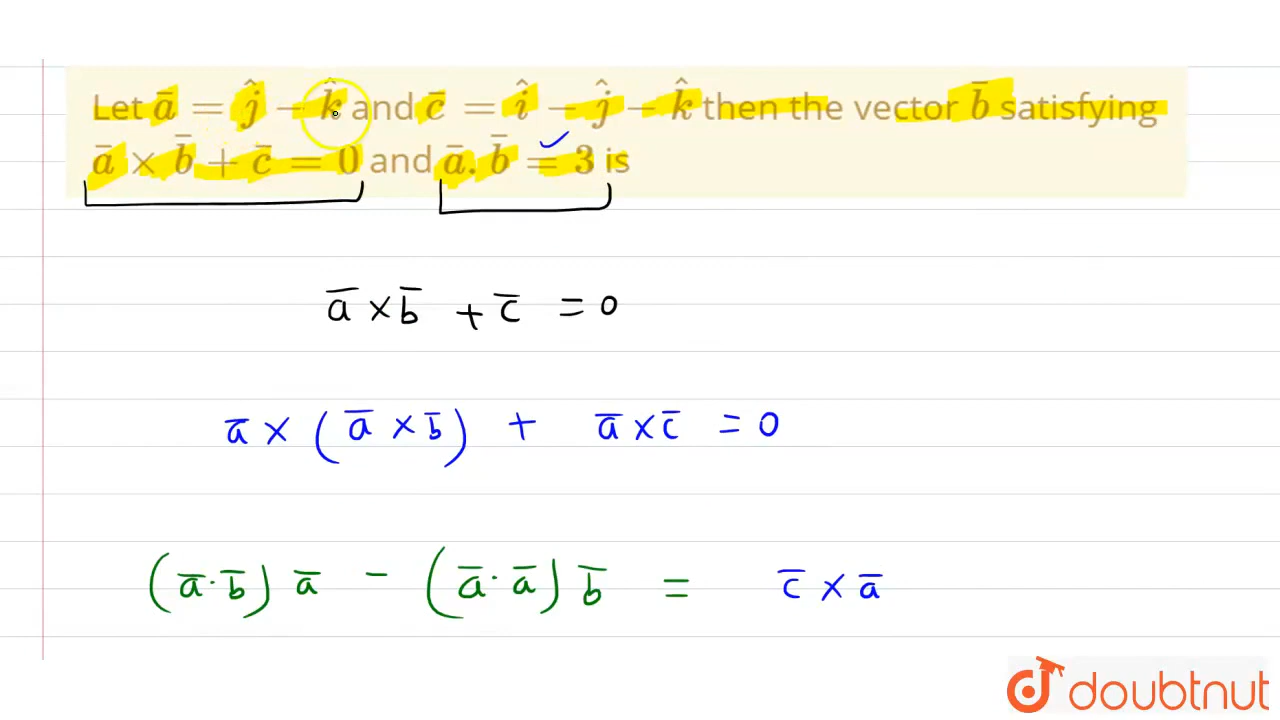 Let ā = ĵ − k̂ and c̄ = î − ĵ − k̂ then the vector b̄ satisfying
ā × b̄ + c̄ = 0 and ā. b̄ = 3 is
ā × b̄ + c̄ = 0
ā × (ā × b̄) + ā × c̄ = 0
(ā · b̄) ā − (ā · ā) b̄ = c̄ × ā
doubtnut